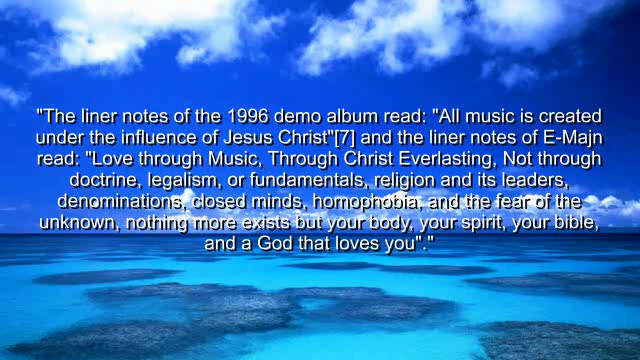 "The liner notes of the 1996 demo album read: "All music is created
under the influence of Jesus Christ"[7] and the liner notes of E-Majn
read: "Love through Music, Through Christ Everlasting, Not through
doctrine, legalism, or fundamentals, religion and its leaders,
denominations, closed minds, homophobia, and the fear of the
unknown, nothing more exists but your body, your spirit, your bible,
and a God that loves you"."